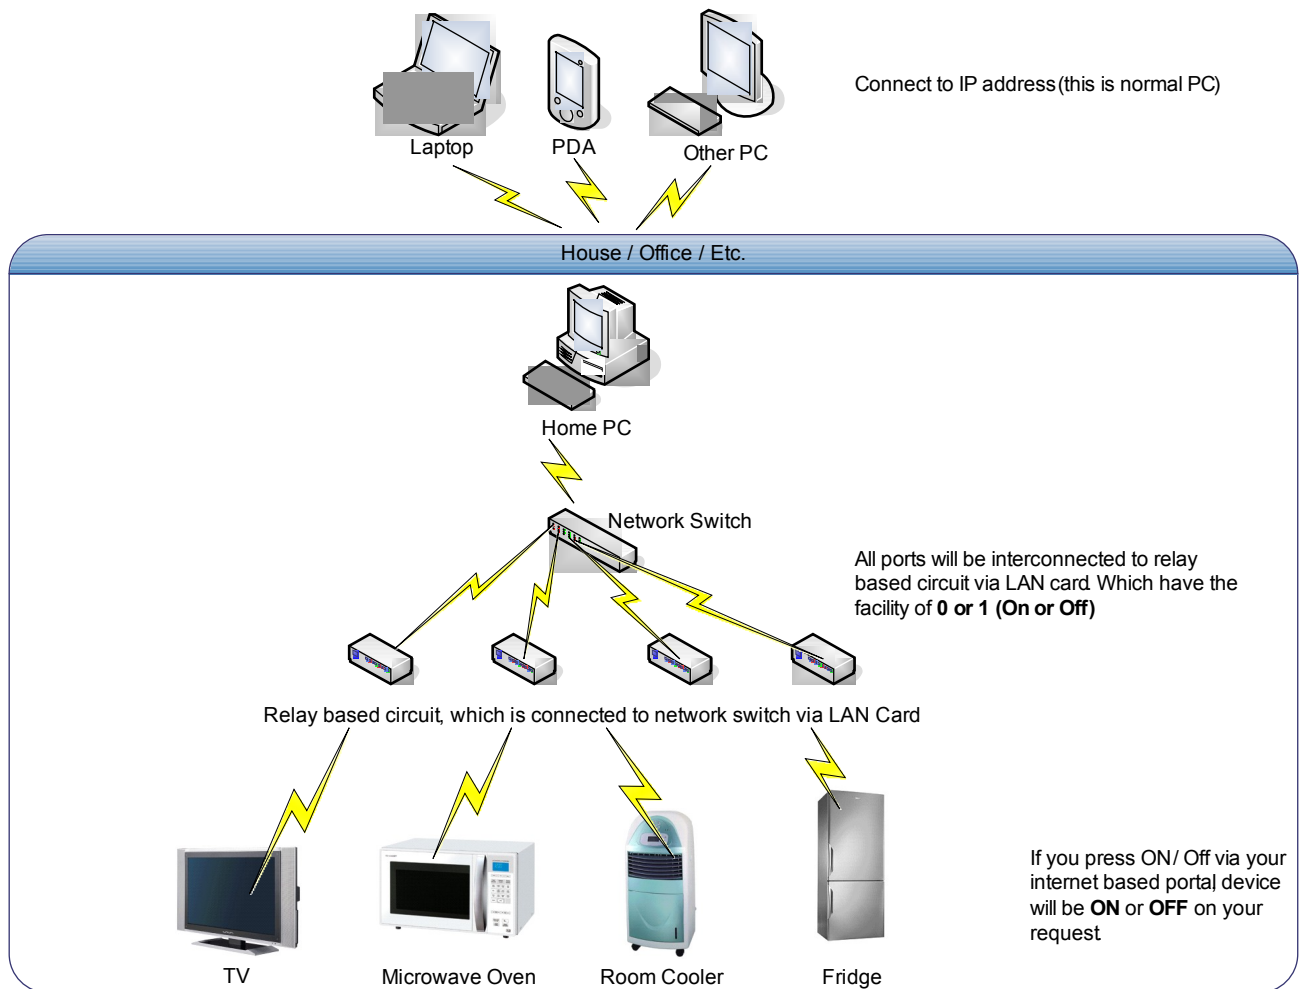 Connect to IP address (this is normal PC)
Laptop
PDA
Other PC
House / Office / Etc.
Home PC
Network Switch
All ports will be interconnected to relay
based circuit via LAN card. Which have the
facility of 0 or 1 (On or Off)
Relay based circuit, which is connected to network switch via LAN Card
If you press ON / Off via your
internet based portal, device
will be ON or OFF on your
request.
TV
Microwave Oven
Room Cooler
Fridge